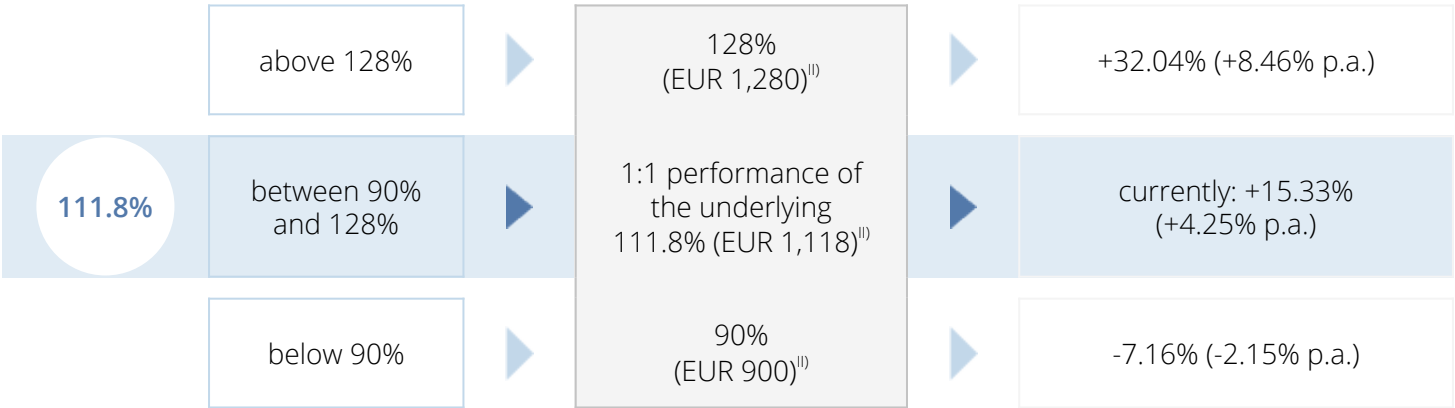 above 128%
128%
(EUR 1,280)II)
+32.04% (+8.46% p.a.)
111.8%
between 90%
and 128%
1:1 performance of
the underlying
111.8% (EUR 1,118)II)
currently: +15.33%
(+4.25% p.a.)
below 90%
90%
(EUR 900)II)
-7.16% (-2.15% p.a.)